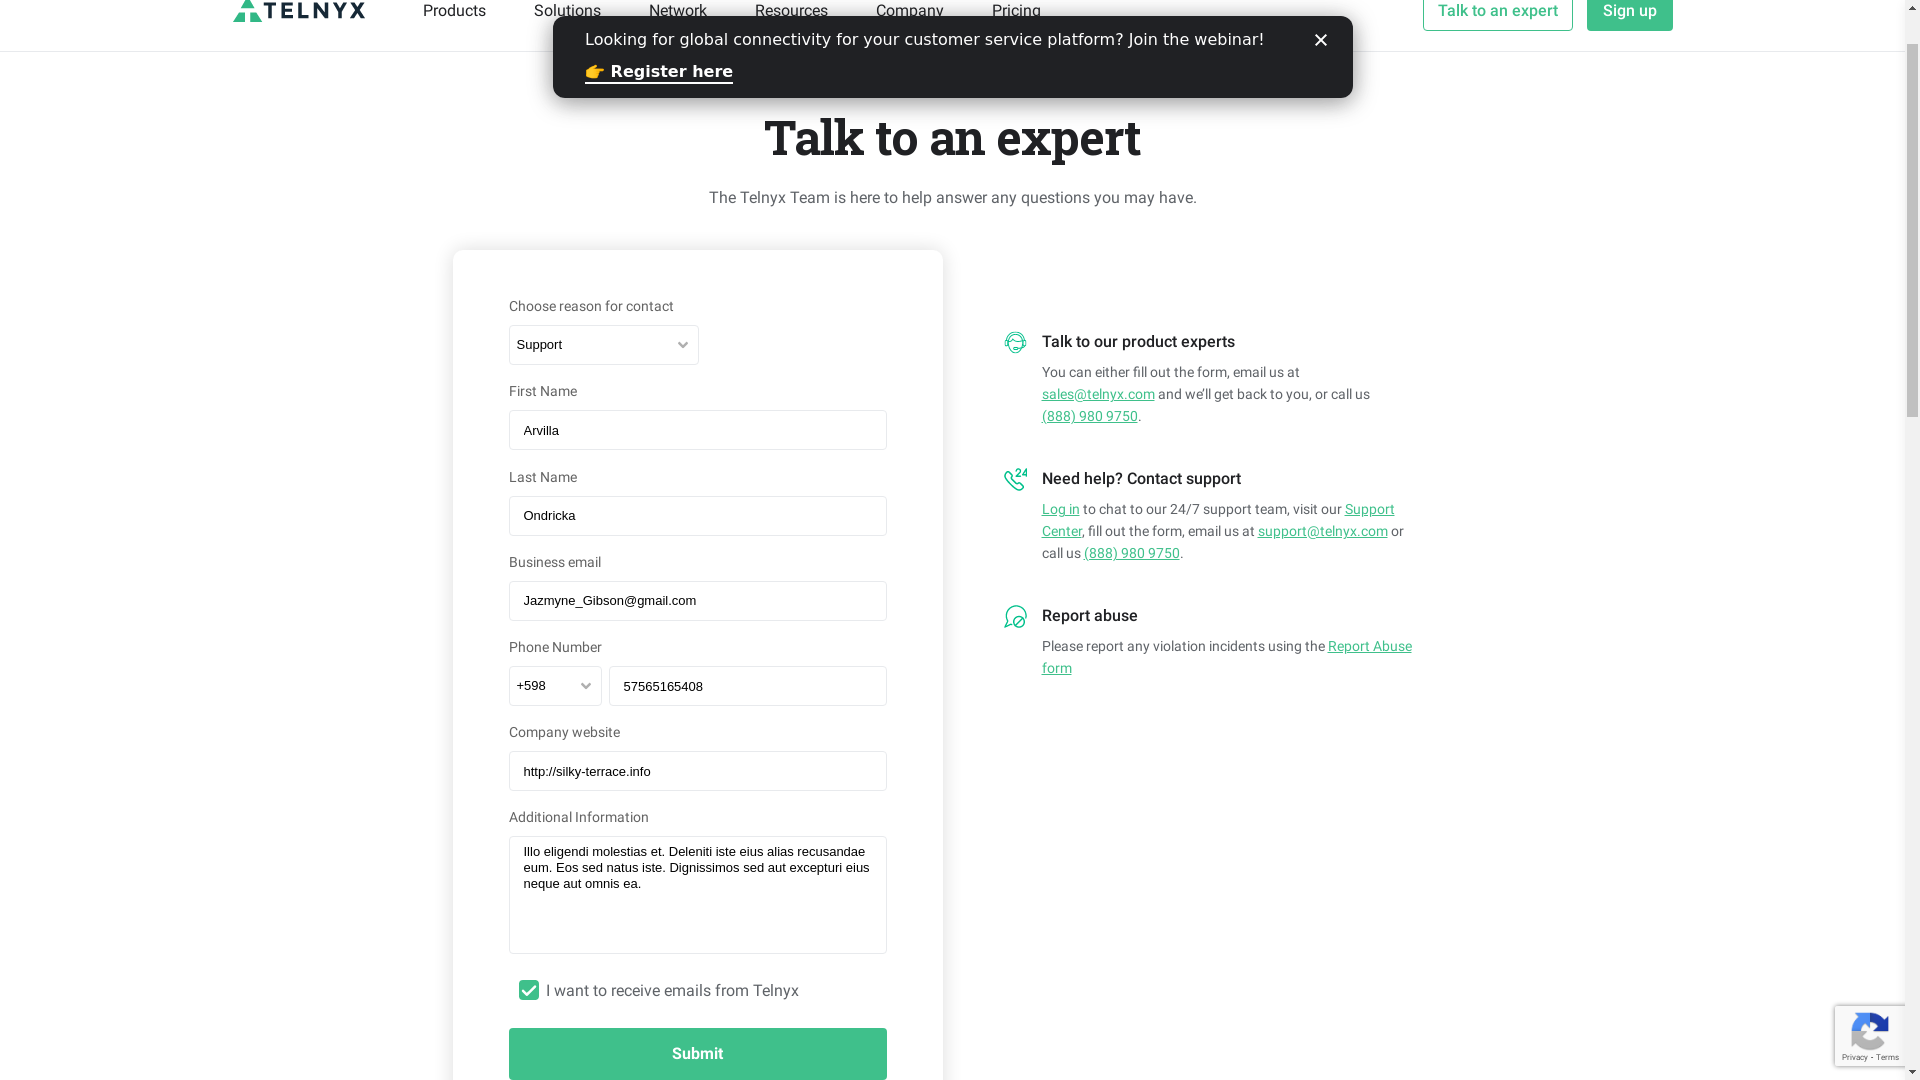 TELNYX
Products
Solutions
Network
Resources
Company
Pricing
Talk to an expert
Sign up
Looking for global connectivity for your customer service platform? Join the webinar!
👉 Register here
Talk to an expert
The Telnyx Team is here to help answer any questions you may have.
Choose reason for contact
Support
First Name
Arvilla
Last Name
Ondricka
Business email
Jazmyne_Gibson@gmail.com
Phone Number
+598
57565165408
Company website
http://silky-terrace.info
Additional Information
Illo eligendi molestias et. Deleniti iste eius alias recusandae
eum. Eos sed natus iste. Dignissimos sed aut excepturi eius
neque aut omnis ea.
I want to receive emails from Telnyx
Submit
Talk to our product experts
You can either fill out the form, email us at
sales@telnyx.com and we’ll get back to you, or call us
(888) 980 9750.
24
Need help? Contact support
Log in to chat to our 24/7 support team, visit our Support
Center, fill out the form, email us at support@telnyx.com or
call us (888) 980 9750.
Report abuse
Please report any violation incidents using the Report Abuse
form
Privacy - Terms